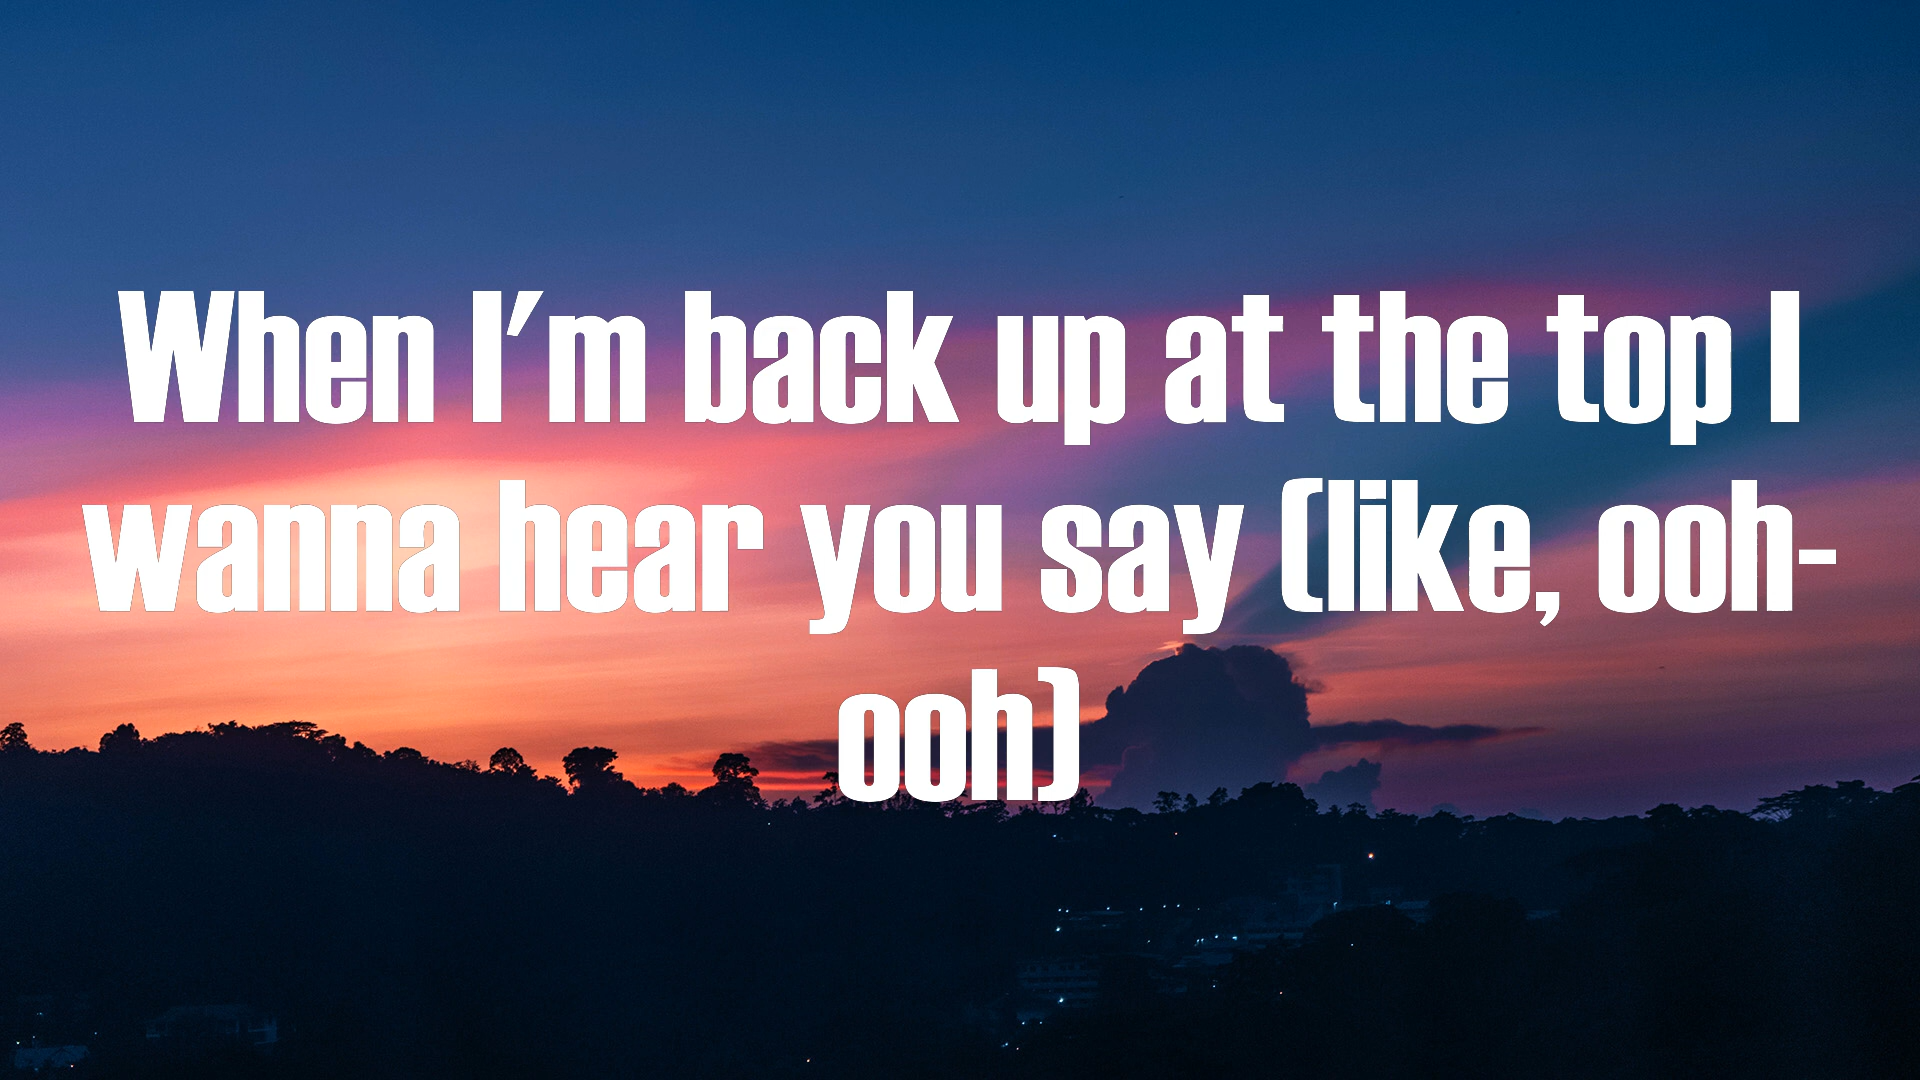 When I'm back up at the top I
wanna hear you say (like, ooh-
ooh)